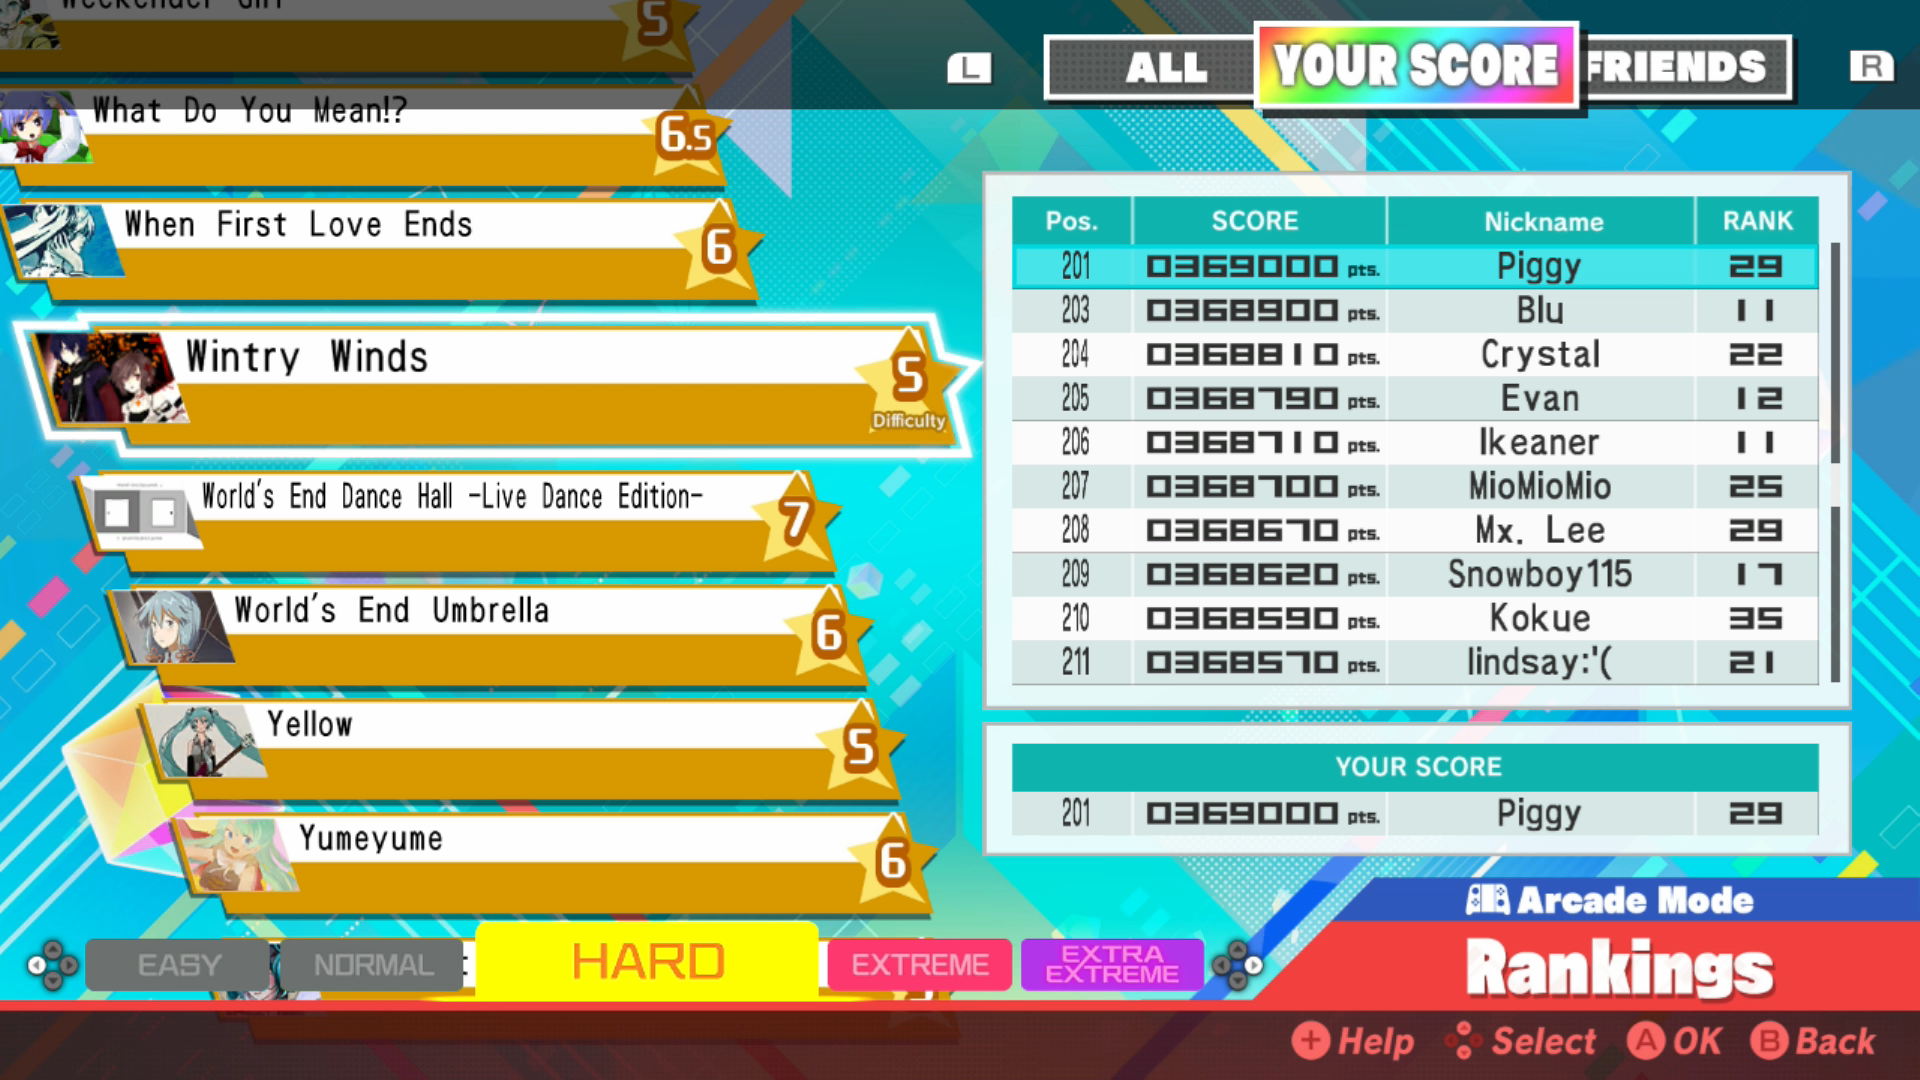 Weekender Girl
5
L
ALL
YOUR SCORE
FRIENDS
R
What Do You Mean!?
6.5
When First Love Ends
6
Wintry Winds
5
Difficulty
World's End Dance Hall -Live Dance Edition-
7
World's End Umbrella
6
Yellow
5
Yumeyume
6
Pos. SCORE Nickname RANK
201 0369000 pts. Piggy 29
203 0368900 pts. Blu 11
204 0368810 pts. Crystal 22
205 0368790 pts. Evan 12
206 0368710 pts. Ikeaner 11
207 0368700 pts. MioMioMio 25
208 0368670 pts. Mx. Lee 29
209 0368620 pts. Snowboy115 17
210 0368590 pts. Kokue 35
211 0368570 pts. lindsay:'( 21
YOUR SCORE
201 0369000 pts. Piggy 29
Arcade Mode
Rankings
EASY
NORMAL
HARD
EXTREME
EXTRA
EXTREME
+ Help
Select
A OK
B Back